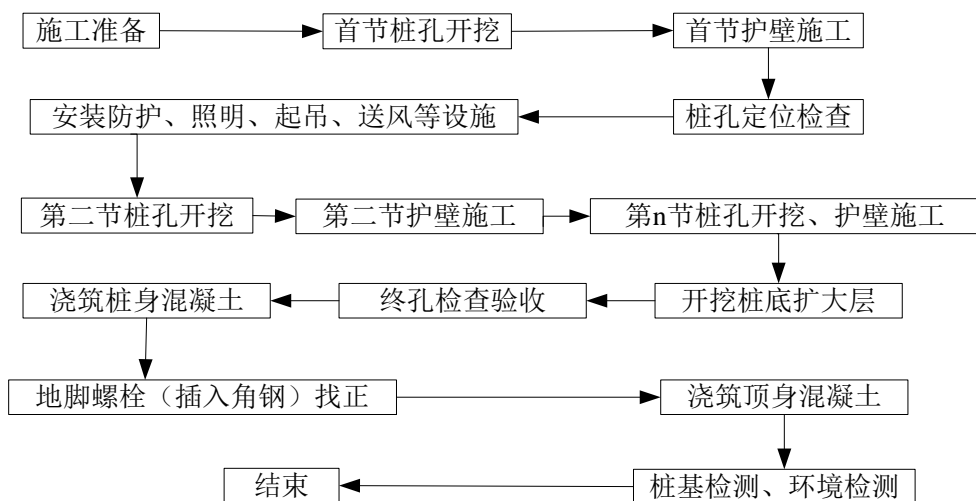 施工准备
首节桩孔开挖
首节护壁施工
桩孔定位检查
安装防护、照明、起吊、送风等设施
第二节桩孔开挖
第二节护壁施工
第n节桩孔开挖、护壁施工
开挖桩底扩大层
终孔检查验收
浇筑桩身混凝土
地脚螺栓（插入角钢）找正
浇筑顶身混凝土
桩基检测、环境检测
结束